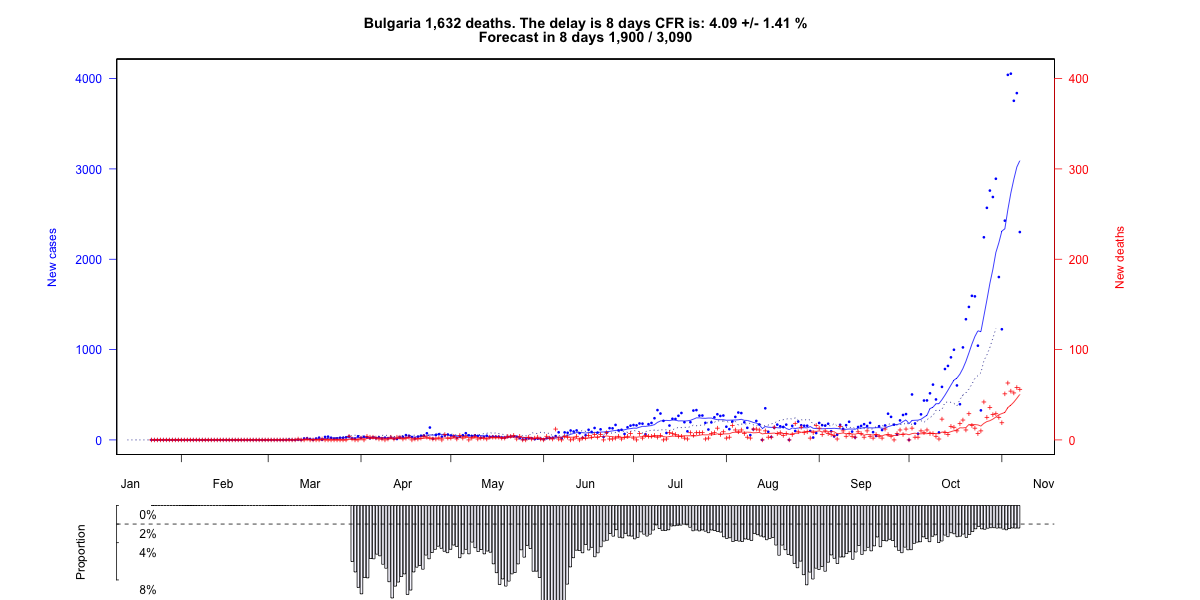 Bulgaria 1,632 deaths. The delay is 8 days CFR is: 4.09 +/- 1.41 %
Forecast in 8 days 1,900 / 3,090
4000
3000
2000
1000
0
New cases
400
300
200
100
0
New deaths
Jan Feb Mar Apr May Jun Jul Aug Sep Oct Nov
Proportion
0%
2%
4%
8%